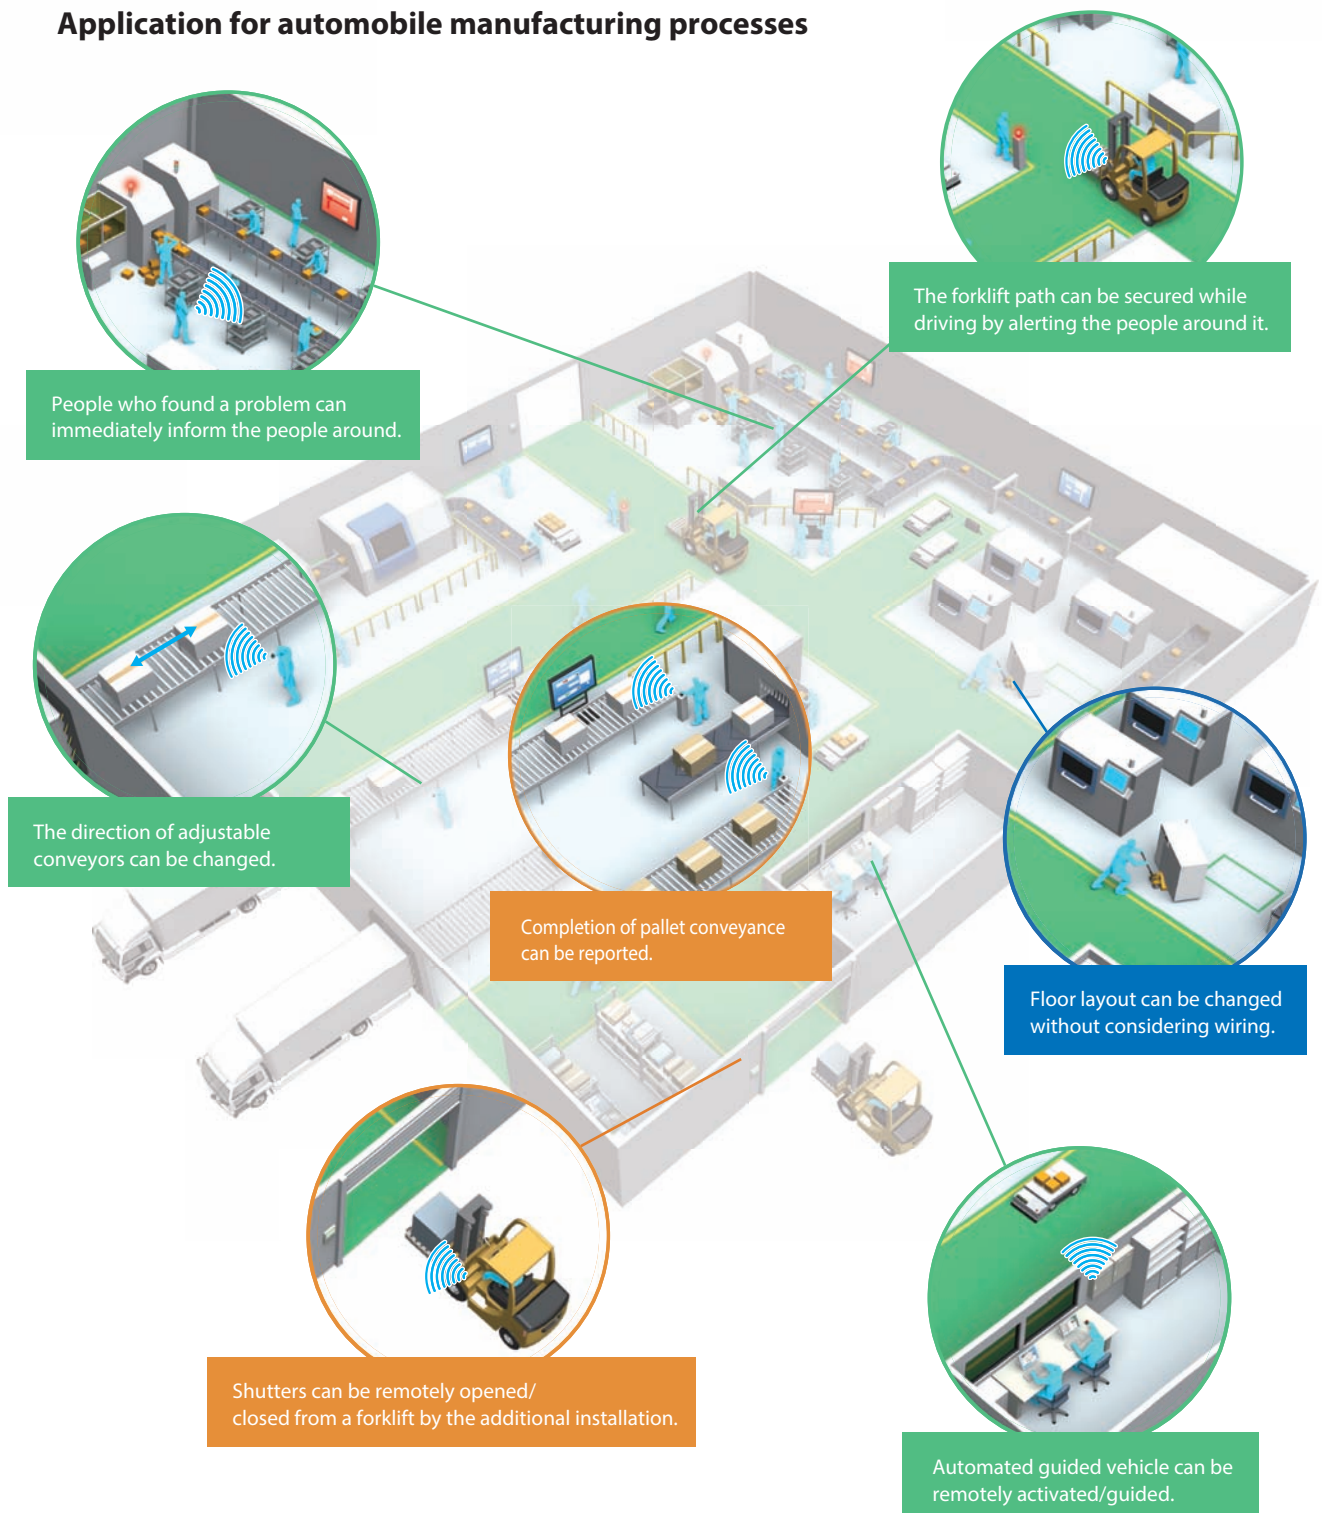 Application for automobile manufacturing processes
The forklift path can be secured while
driving by alerting the people around it.
People who found a problem can
immediately inform the people around.
The direction of adjustable
conveyors can be changed.
Completion of pallet conveyance
can be reported.
Floor layout can be changed
without considering wiring.
Shutters can be remotely opened/
closed from a forklift by the additional installation.
Automated guided vehicle can be
remotely activated/guided.